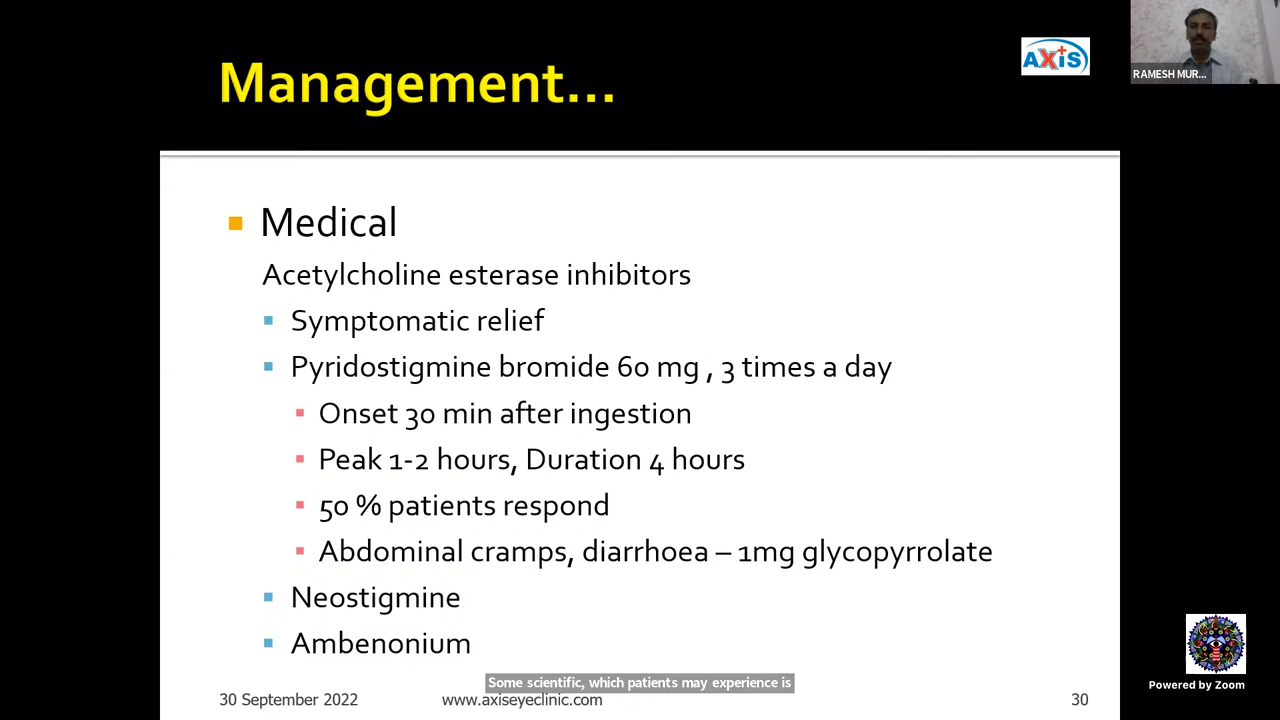 Management...
AXiS
RAMESH MUR...
Medical
Acetylcholine esterase inhibitors
Symptomatic relief
Pyridostigmine bromide 60 mg , 3 times a day
Onset 30 min after ingestion
Peak 1-2 hours, Duration 4 hours
50 % patients respond
Abdominal cramps, diarrhoea – 1mg glycopyrrolate
Neostigmine
Ambenonium
Some scientific, which patients may experience is
30 September 2022
www.axiseyeclinic.com
30
Powered by Zoom